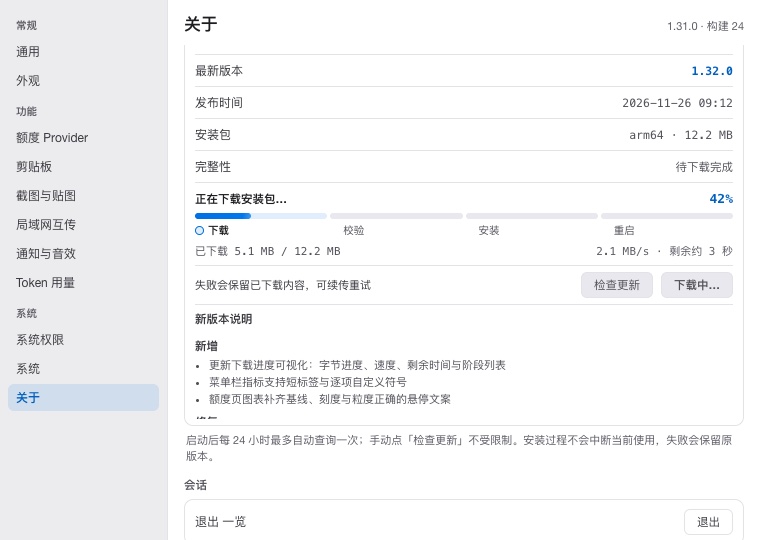 常规
通用
外观
功能
额度 Provider
剪贴板
截图与贴图
局域网互传
通知与音效
Token 用量
系统
系统权限
系统
关于
关于
1.31.0 · 构建 24
最新版本 1.32.0
发布时间 2026-11-26 09:12
安装包 arm64 · 12.2 MB
完整性 待下载完成
正在下载安装包... 42%
下载 校验 安装 重启
已下载 5.1 MB / 12.2 MB 2.1 MB/s · 剩余约 3 秒
失败会保留已下载内容，可续传重试 检查更新 下载中...
新版本说明
新增
• 更新下载进度可视化：字节进度、速度、剩余时间与阶段列表
• 菜单栏指标支持短标签与逐项自定义符号
• 额度页图表补齐基线、刻度与粒度正确的悬停文案
启动后每 24 小时最多自动查询一次；手动点「检查更新」不受限制。安装过程不会中断当前使用，失败会保留原
版本。
会话
退出 一览 退出